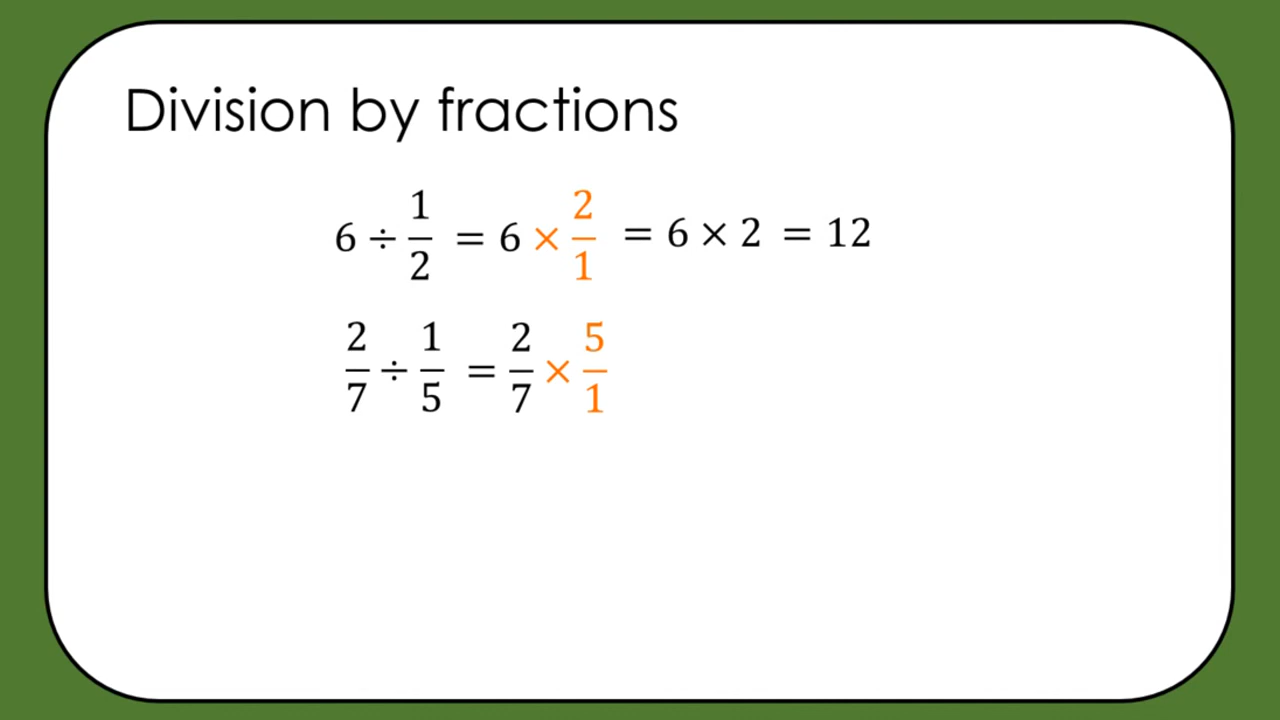 Division by fractions
6 ÷ 1/2 = 6 × 2/1 = 6 × 2 = 12
2/7 ÷ 1/5 = 2/7 × 5/1